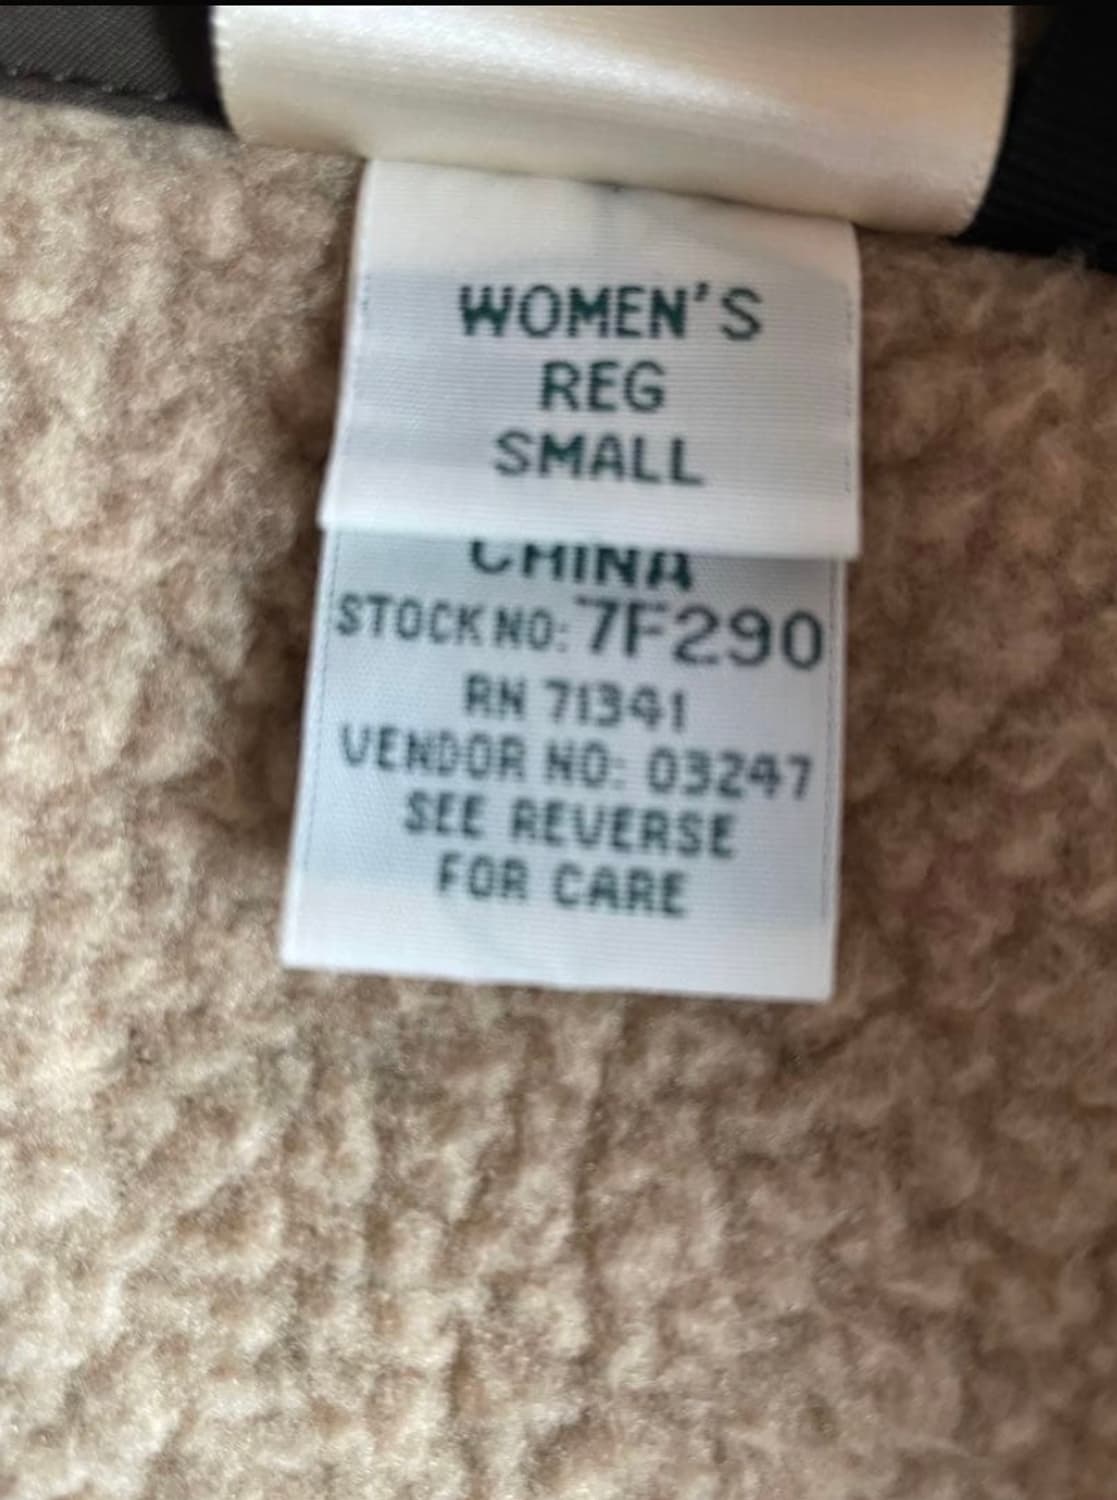 WOMEN'S
REG
SMALL
CHINA
STOCK NO: 7F290
RN 71341
VENDOR NO: 03247
SEE REVERSE
FOR CARE